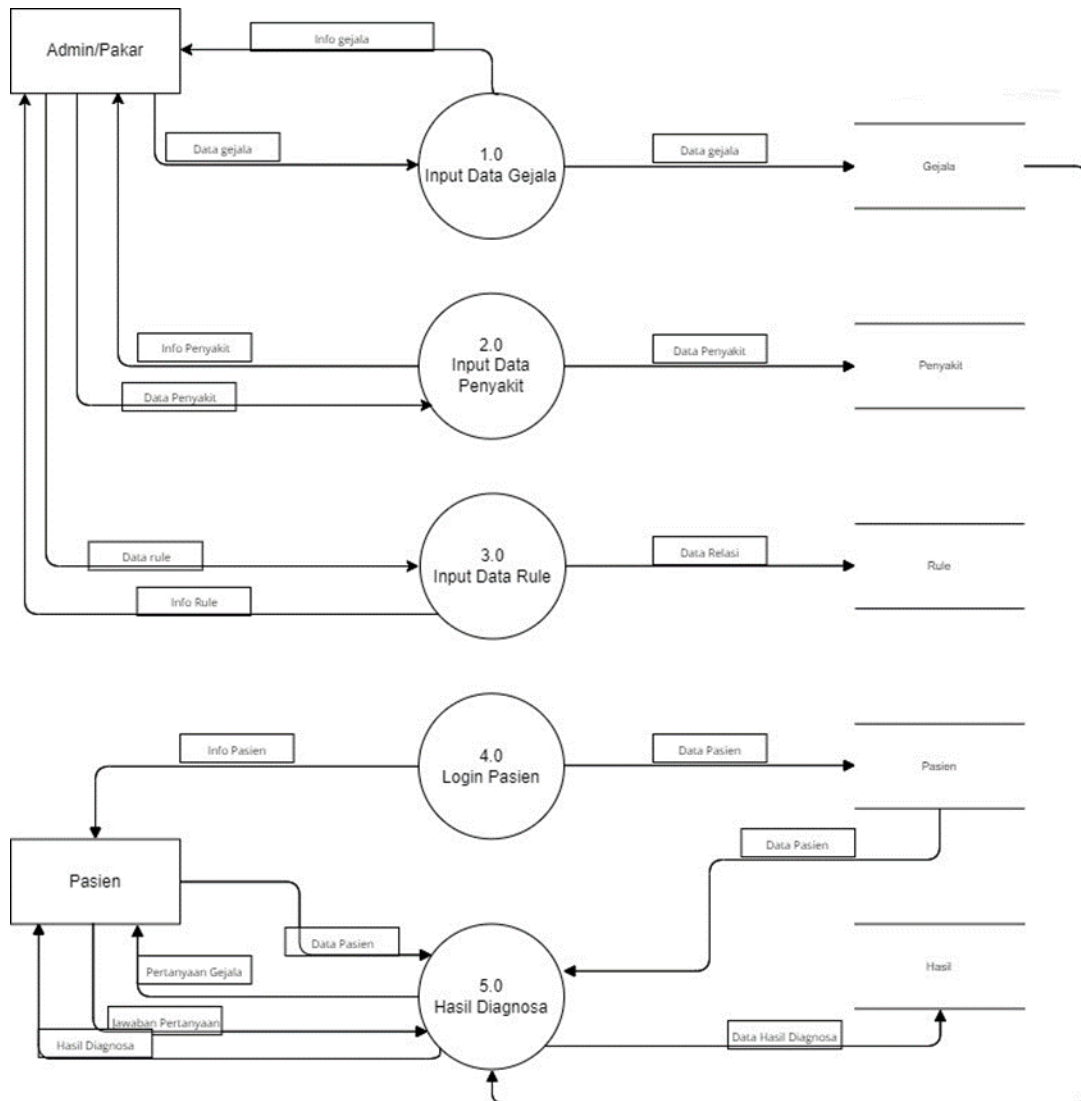 Admin/Pakar
Info gejala
Data gejala
1.0
Input Data Gejala
Data gejala
Gejala
Info Penyakit
Data Penyakit
2.0
Input Data
Penyakit
Data Penyakit
Penyakit
Data rule
Info Rule
3.0
Input Data Rule
Data Relasi
Rule
Info Pasien
4.0
Login Pasien
Data Pasien
Pasien
Data Pasien
Pasien
Data Pasien
Pertanyaan Gejala
Jawaban Pertanyaan
Hasil Diagnosa
5.0
Hasil Diagnosa
Data Hasil Diagnosa
Hasil